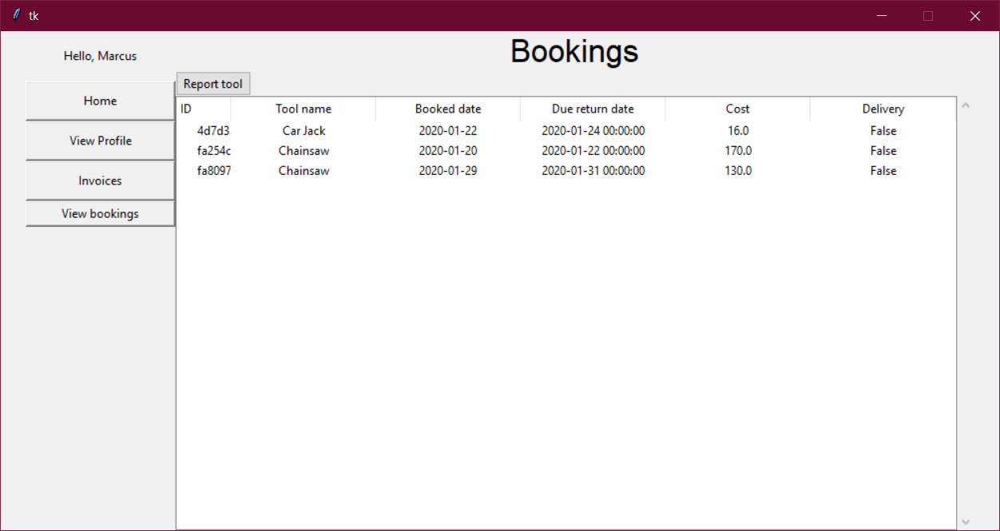 tk
Hello, Marcus
Bookings
Home
View Profile
Invoices
View bookings
Report tool
ID Tool name Booked date Due return date Cost Delivery
4d7d3 Car Jack 2020-01-22 2020-01-24 00:00:00 16.0 False
fa254c Chainsaw 2020-01-20 2020-01-22 00:00:00 170.0 False
fa8097 Chainsaw 2020-01-29 2020-01-31 00:00:00 130.0 False